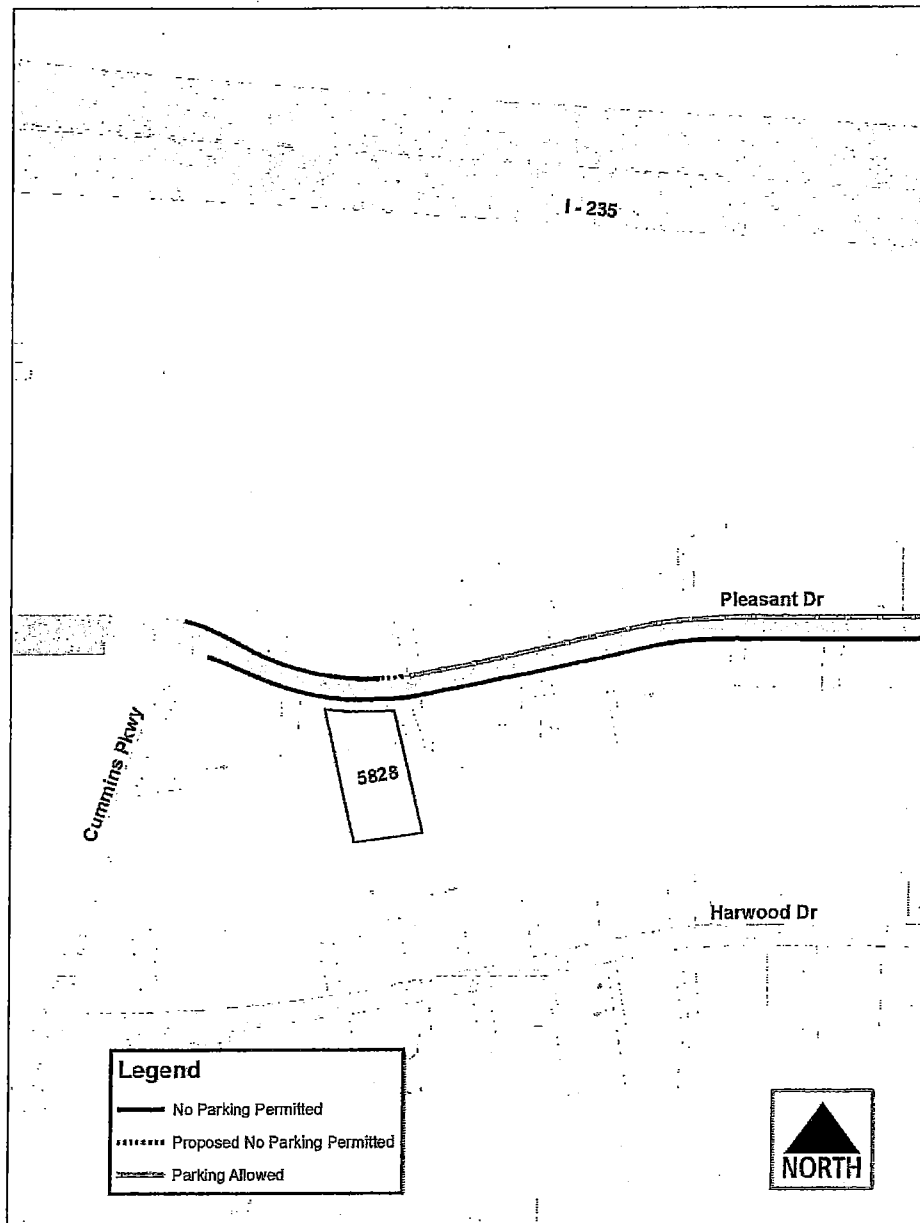 I - 235
Pleasant Dr
Cummins Pkwy
5828
Harwood Dr
Legend
No Parking Permitted
Proposed No Parking Permitted
Parking Allowed
NORTH